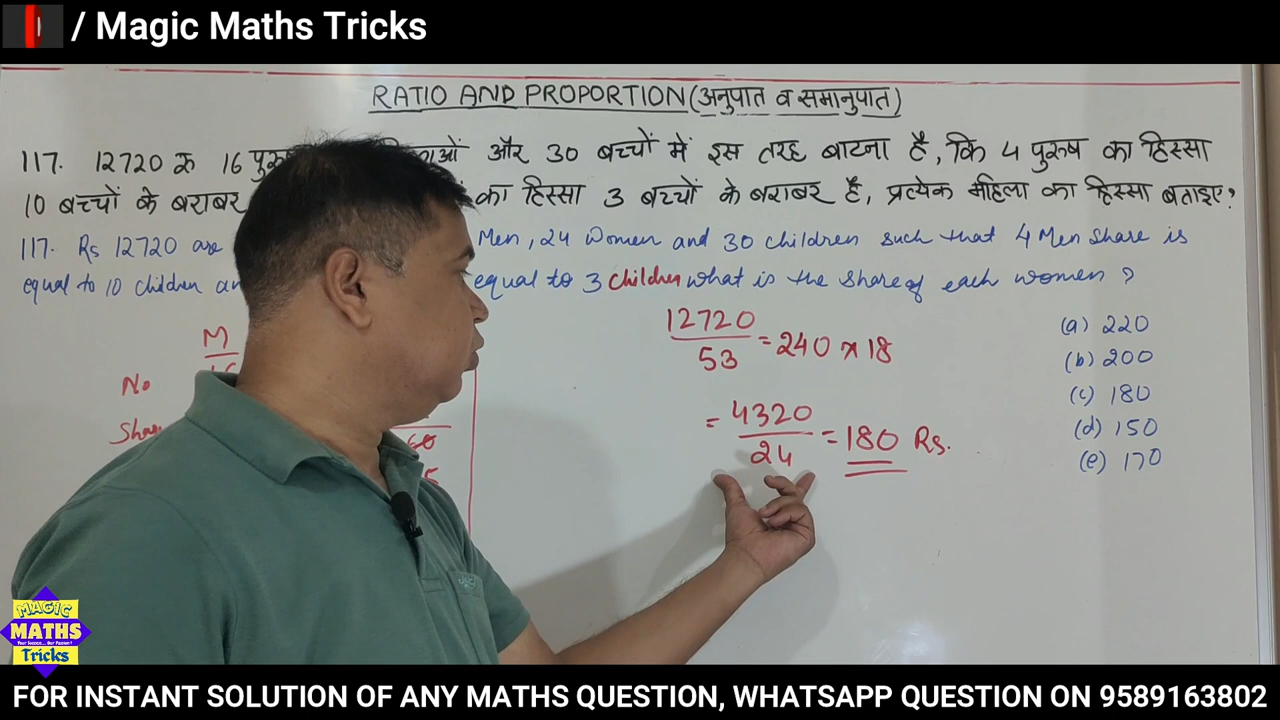 / Magic Maths Tricks
RATIO AND PROPORTION (अनुपात व समानुपात)
117. 12720 रु 16 और 30 बच्चों में इस तरह बाटना है, कि 4 पुरुष का हिस्सा
10 बच्चों के बराबर का हिस्सा 3 बच्चों के बराबर है, प्रत्येक महिला का हिस्सा बताइए?
117. Rs 12720 are Men, 24 women and 30 children such that 4 Men share is
equal to 10 children equal to 3 children what is the share of each women?
M
No
12720
53
= 240 x 18
= 4320
24
= 180 Rs.
(a) 220
(b) 200
(c) 180
(d) 150
(e) 170
MAGIC
MATHS
Tricks
FOR INSTANT SOLUTION OF ANY MATHS QUESTION, WHATSAPP QUESTION ON 9589163802